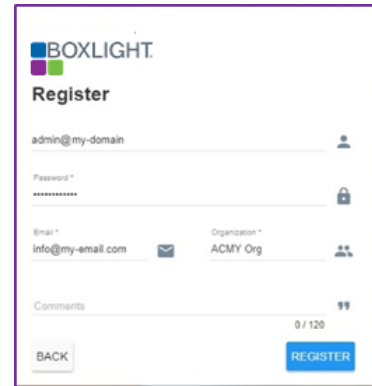 BOXLIGHT.
Register
admin@my-domain
Password *
••••••••••••
Email *
Organization *
info@my-email.com
ACMY Org
Comments
0 / 120
BACK
REGISTER